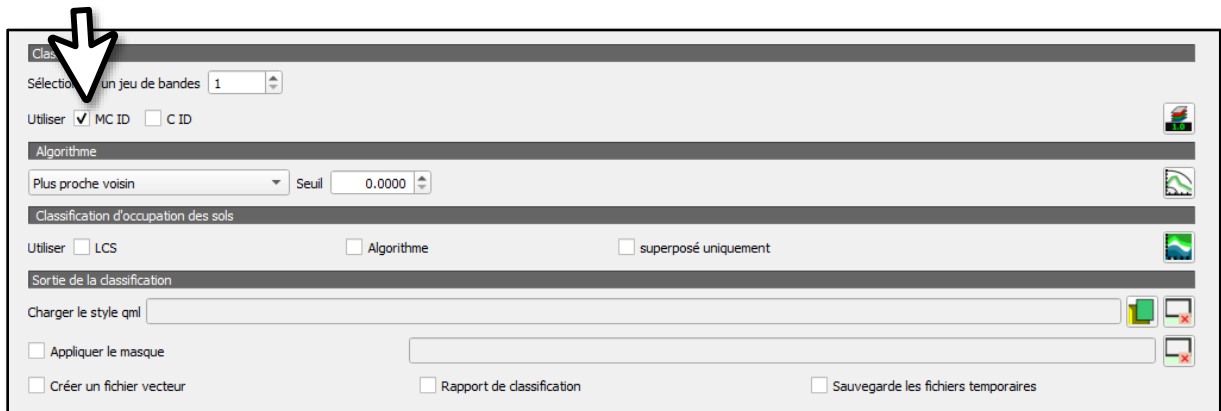 Clas
Sélection un jeu de bandes 1
Utiliser MC ID C ID
1.0
Algorithme
Plus proche voisin Seuil 0.0000
Classification d'occupation des sols
Utiliser LCS Algorithme superposé uniquement
Sortie de la classification
Charger le style qml
Appliquer le masque
Créer un fichier vecteur Rapport de classification Sauvegarde les fichiers temporaires